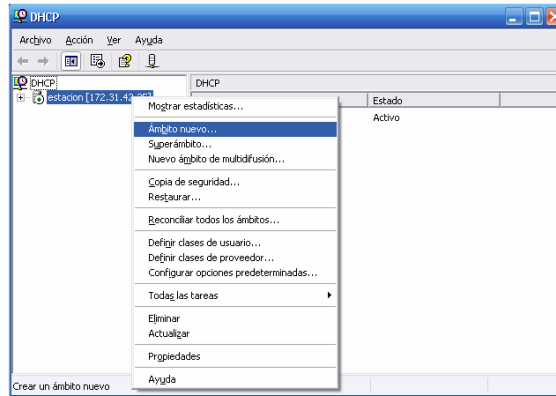 DHCP
Archivo Acción Ver Ayuda
DHCP
DHCP
estacion [172.31.42.
Estado
Activo
Mostrar estadísticas...
Ámbito nuevo...
Superámbito...
Nuevo ámbito de multidifusión...
Copia de seguridad...
Restaurar...
Reconciliar todos los ámbitos...
Definir clases de usuario...
Definir clases de proveedor...
Configurar opciones predeterminadas...
Todas las tareas
Eliminar
Actualizar
Propiedades
Ayuda
Crear un ámbito nuevo